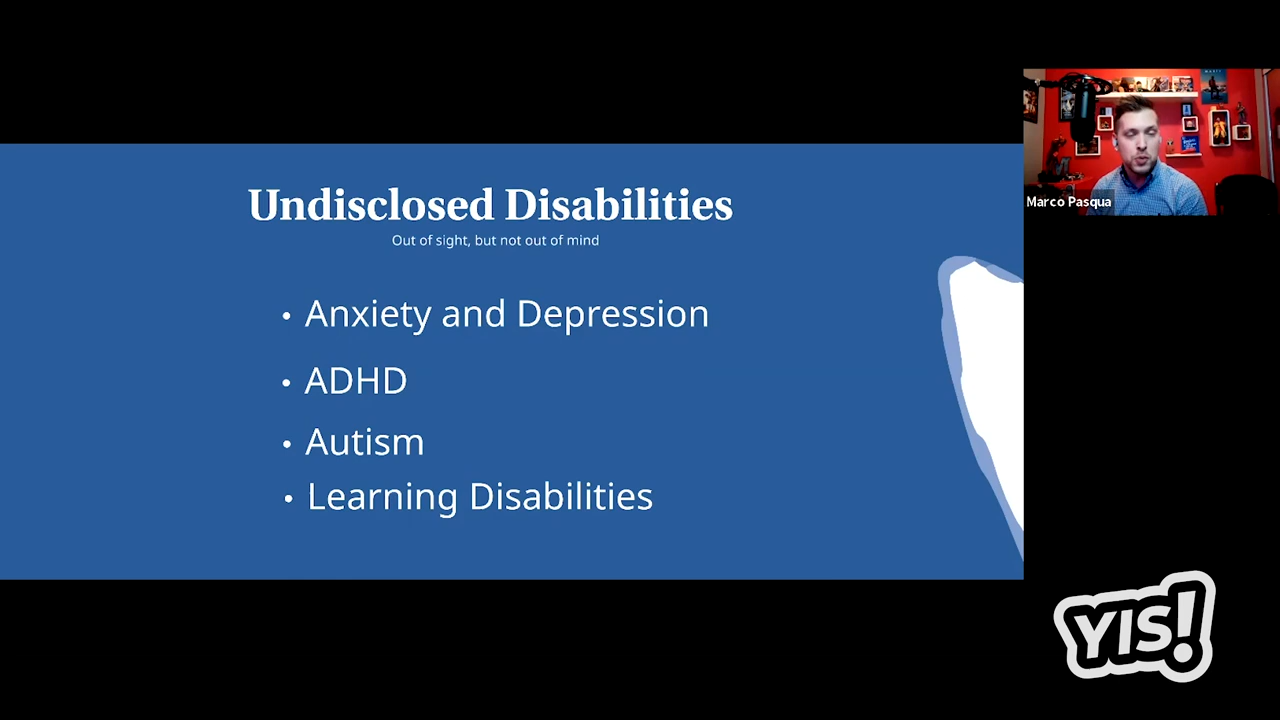 Undisclosed Disabilities
Out of sight, but not out of mind
• Anxiety and Depression
• ADHD
• Autism
• Learning Disabilities
Marco Pasqua
YIS!